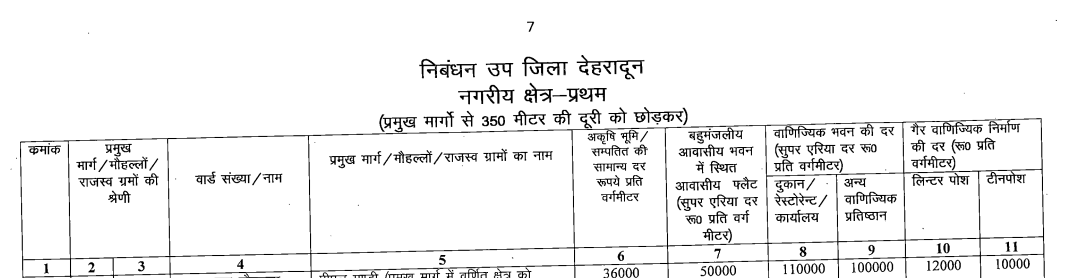 7
निबंधन उप जिला देहरादून
नगरीय क्षेत्र–प्रथम
(प्रमुख मार्गो से 350 मीटर की दूरी को छोड़कर)
कमांक
प्रमुख
मार्ग/मौहल्लों/
राजस्व ग्रमों की
श्रेणी
वार्ड संख्या/नाम
प्रमुख मार्ग/मौहल्लों/राजस्व ग्रामों का नाम
अकृषि भूमि/
सम्पतित की
सामान्य दर
रूपये प्रति
वर्गमीटर
बहुमंजलीय
आवासीय भवन
में स्थित
आवासीय फ्लैट
(सुपर एरिया दर
रू0 प्रति वर्ग
मीटर)
वाणिज्यिक भवन की दर
(सुपर एरिया दर रू0
प्रति वर्गमीटर)
दुकान/
रेस्टोरेन्ट/
कार्यालय
अन्य
वाणिज्यिक
प्रतिष्ठान
गैर वाणिज्यिक निर्माण
की दर (रू0 प्रति
वर्गमीटर)
लिन्टर पोश
टीनपोश
1 2 3 4 5 6 7 8 9 10 11
मार्ग में वर्णित क्षेत्र को 36000 50000 110000 100000 12000 10000